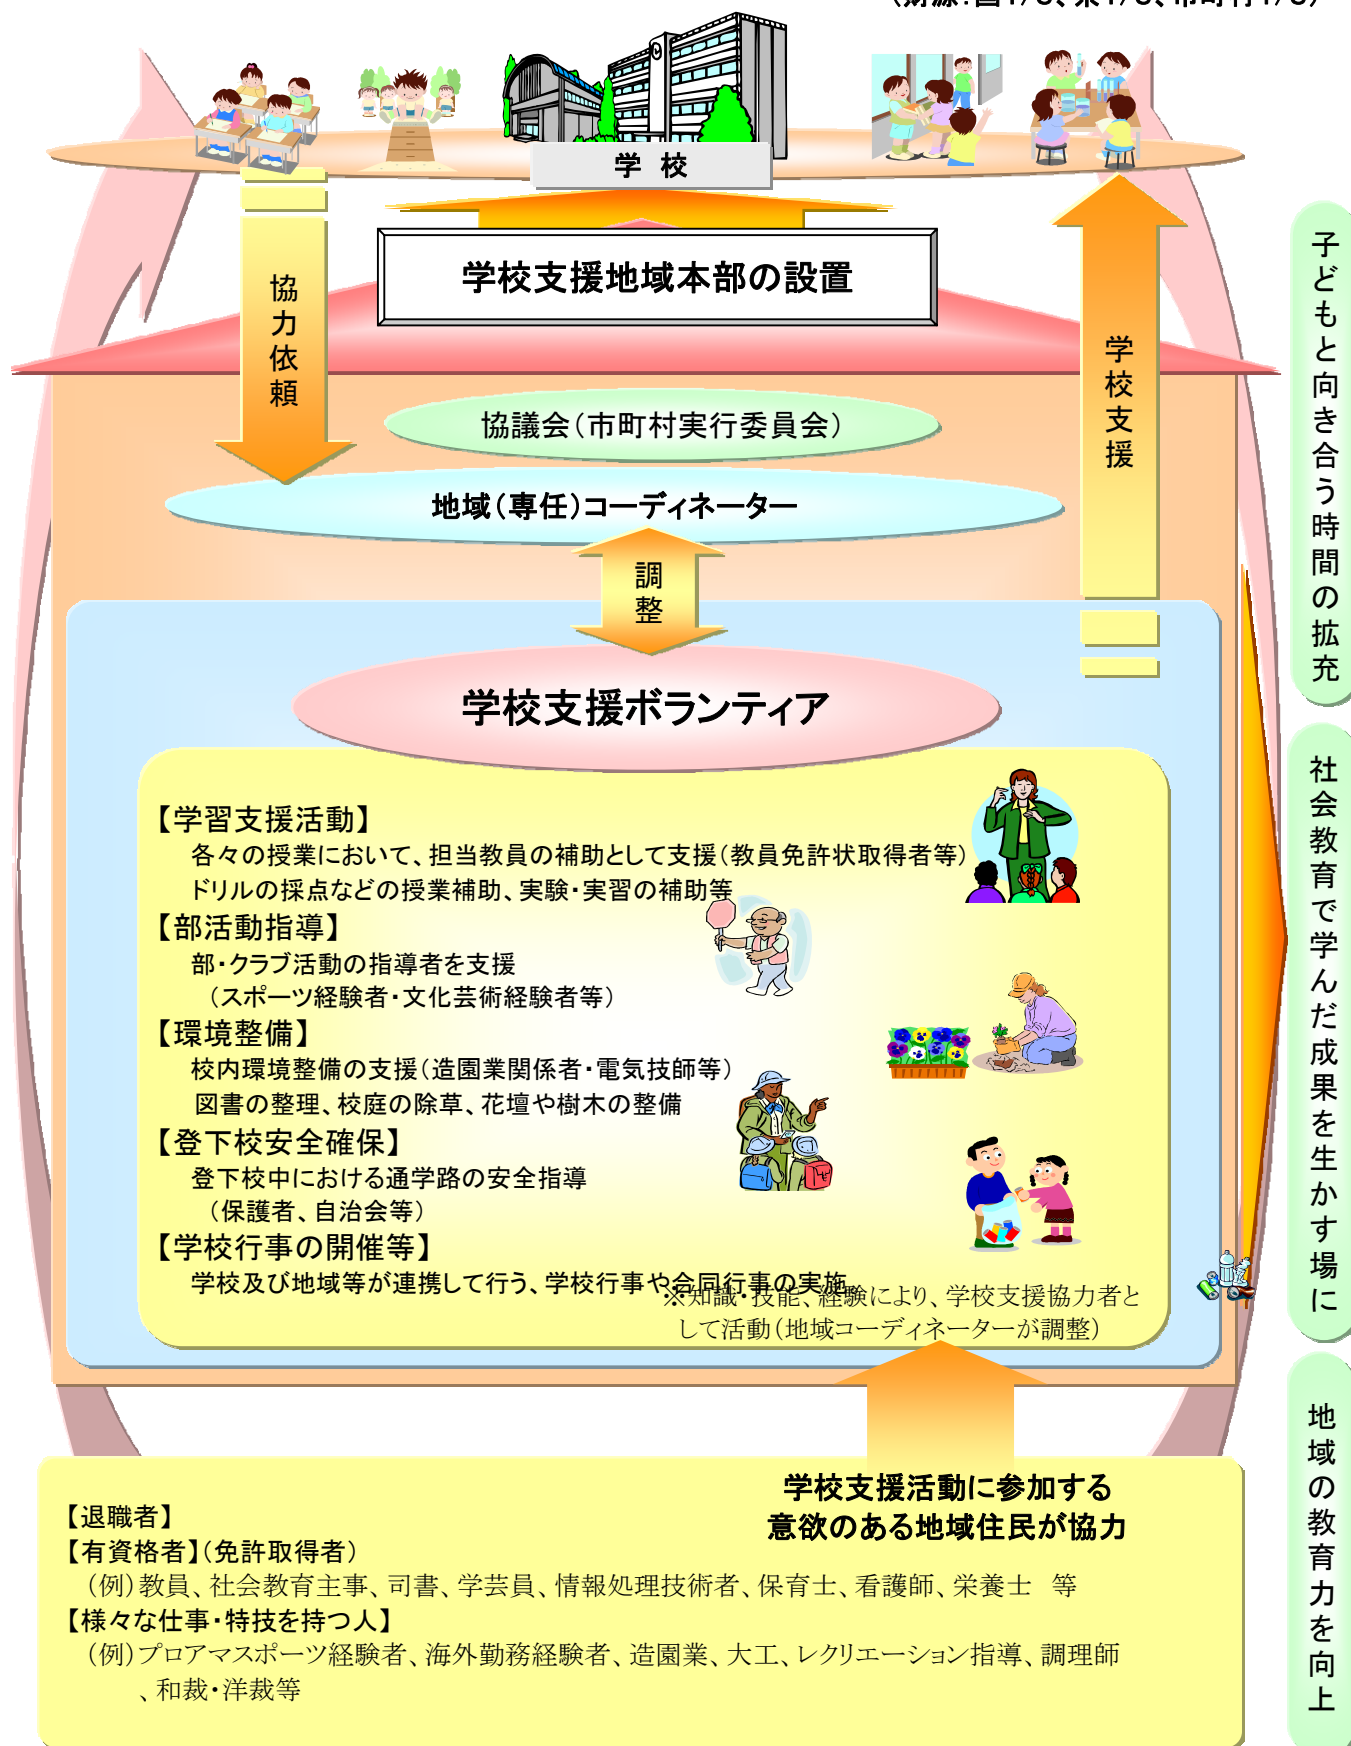 学校
学校支援地域本部の設置
協力依頼
学校支援
協議会（市町村実行委員会）
地域（専任）コーディネーター
調整
学校支援ボランティア
【学習支援活動】
各々の授業において、担当教員の補助として支援（教員免許状取得者等）
ドリルの採点などの授業補助、実験・実習の補助等
【部活動指導】
部・クラブ活動の指導者を支援
（スポーツ経験者・文化芸術経験者等）
【環境整備】
校内環境整備の支援（造園業関係者・電気技師等）
図書の整理、校庭の除草、花壇や樹木の整備
【登下校安全確保】
登下校中における通学路の安全指導
（保護者、自治会等）
【学校行事の開催等】
学校及び地域等が連携して行う、学校行事や合同行事の実施
※知識・技能、経験により、学校支援協力者と
して活動（地域コーディネーターが調整）
学校支援活動に参加する
意欲のある地域住民が協力
【退職者】
【有資格者】（免許取得者）
（例）教員、社会教育主事、司書、学芸員、情報処理技術者、保育士、看護師、栄養士　等
【様々な仕事・特技を持つ人】
（例）プロアマスポーツ経験者、海外勤務経験者、造園業、大工、レクリエーション指導、調理師
、和裁・洋裁等
子どもと向き合う時間の拡充
社会教育で学んだ成果を生かす場に
地域の教育力を向上